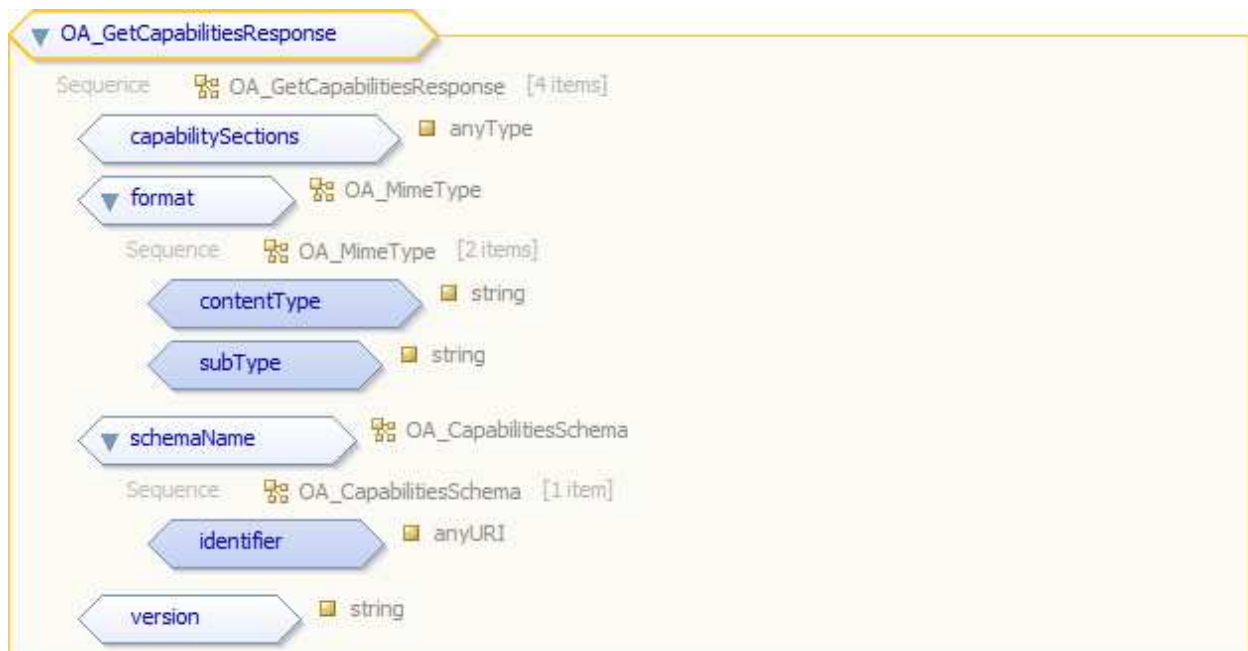 OA_GetCapabilitiesResponse
Sequence OA_GetCapabilitiesResponse [4 items]
capabilitySections anyType
format OA_MimeType
Sequence OA_MimeType [2 items]
contentType string
subType string
schemaName OA_CapabilitiesSchema
Sequence OA_CapabilitiesSchema [1 item]
identifier anyURI
version string